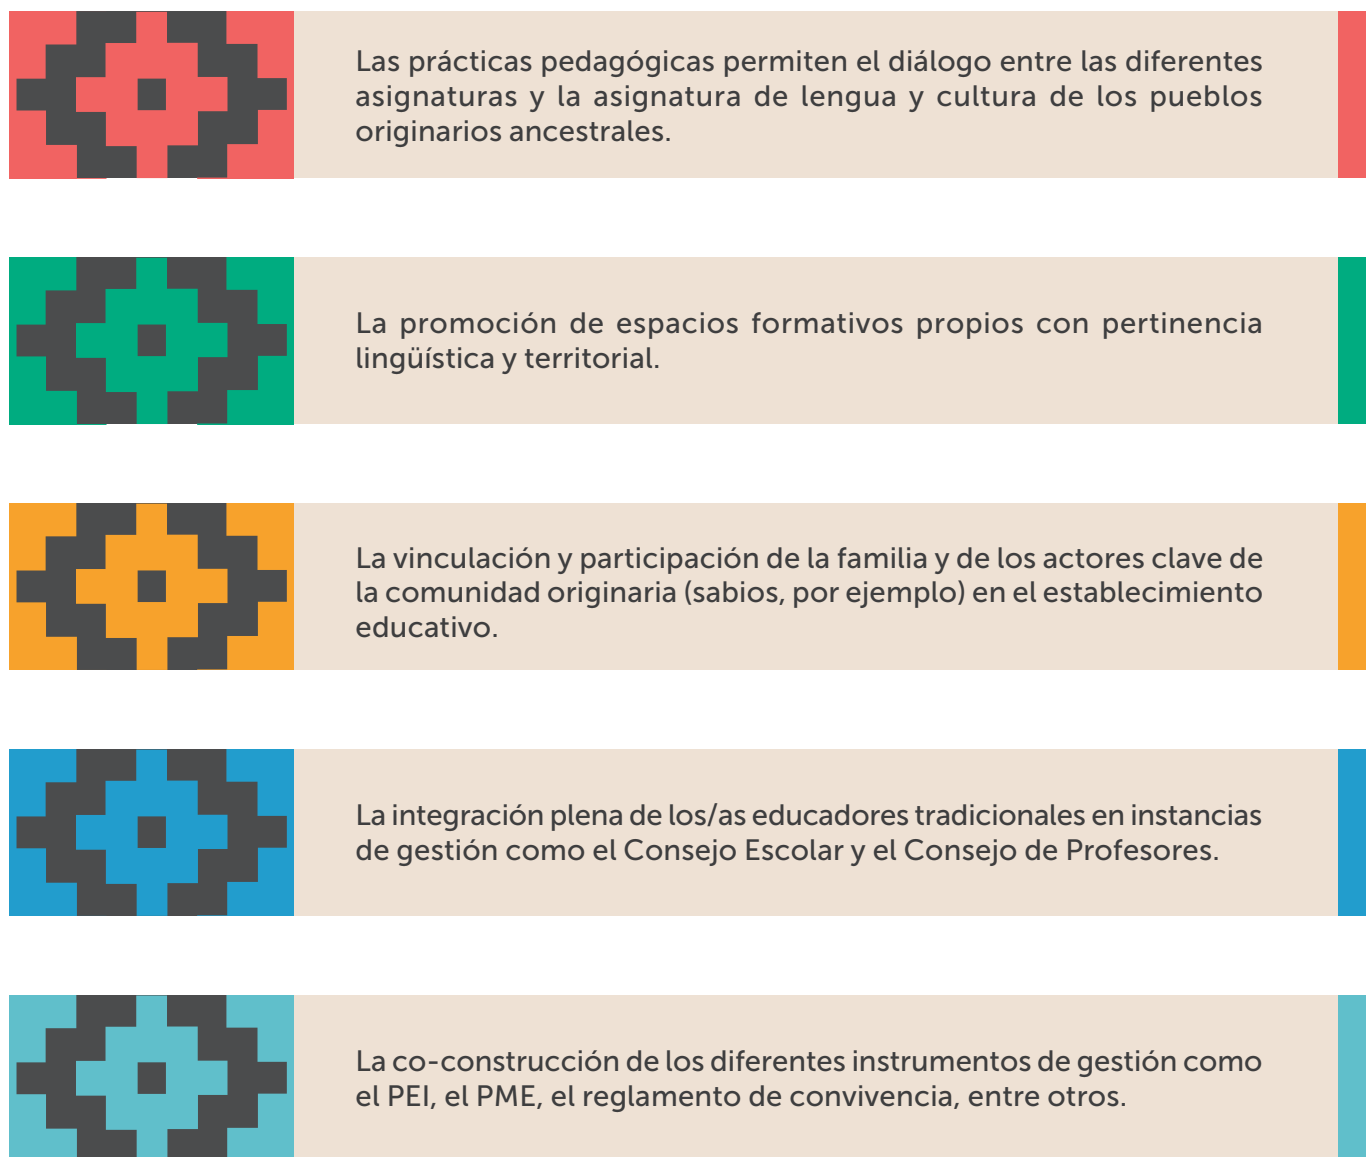 Las prácticas pedagógicas permiten el diálogo entre las diferentes
asignaturas y la asignatura de lengua y cultura de los pueblos
originarios ancestrales.
La promoción de espacios formativos propios con pertinencia
lingüística y territorial.
La vinculación y participación de la familia y de los actores clave de
la comunidad originaria (sabios, por ejemplo) en el establecimiento
educativo.
La integración plena de los/as educadores tradicionales en instancias
de gestión como el Consejo Escolar y el Consejo de Profesores.
La co-construcción de los diferentes instrumentos de gestión como
el PEI, el PME, el reglamento de convivencia, entre otros.